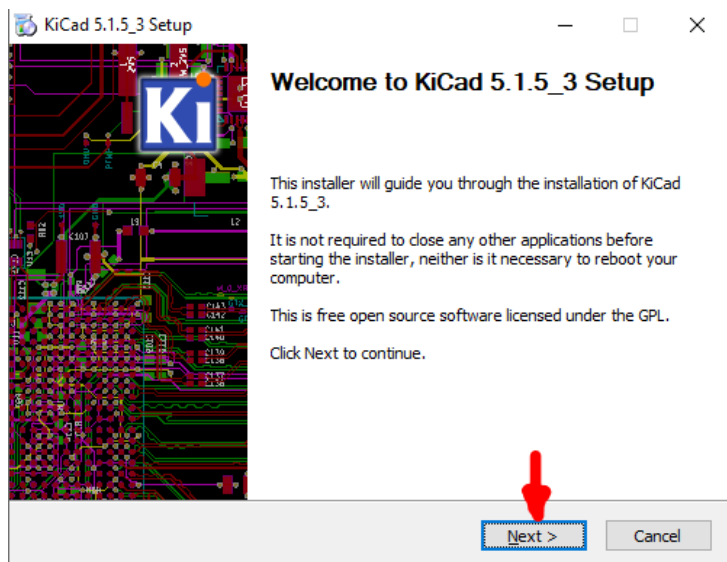 KiCad 5.1.5_3 Setup
Ki
Welcome to KiCad 5.1.5_3 Setup
This installer will guide you through the installation of KiCad
5.1.5_3.
It is not required to close any other applications before
starting the installer, neither is it necessary to reboot your
computer.
This is free open source software licensed under the GPL.
Click Next to continue.
Next >
Cancel